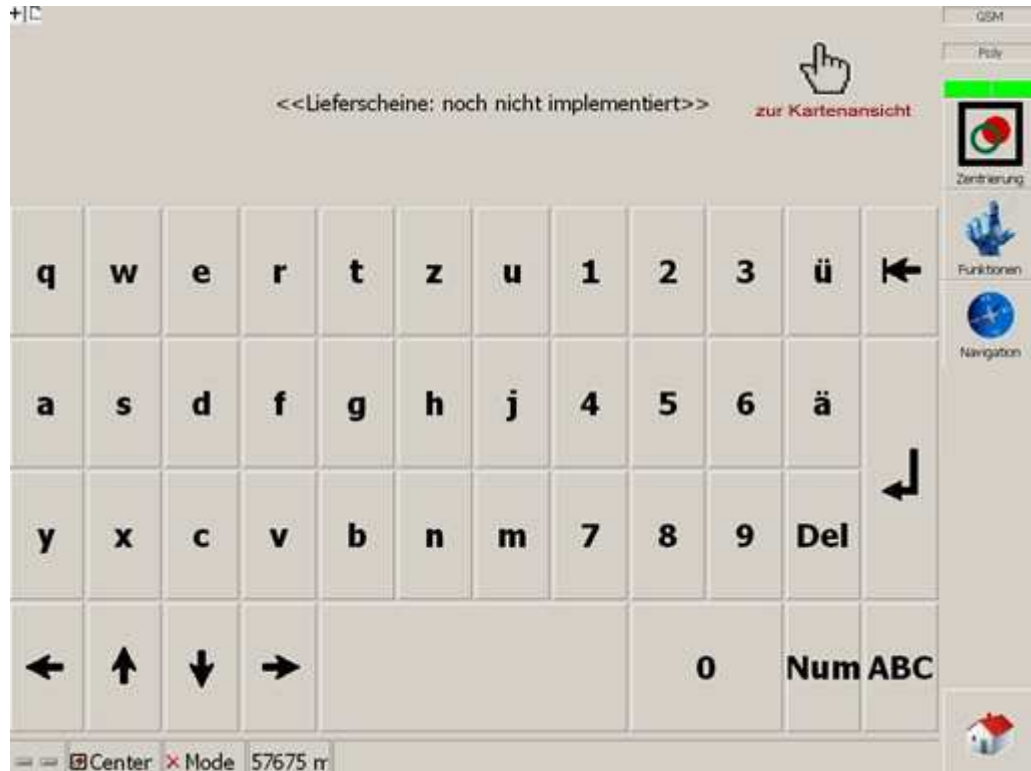 GSM
Poly
<<Lieferscheine: noch nicht implementiert>>
zur Kartenansicht
Zentrierung
Funktionen
Navigation
q w e r t z u 1 2 3 ü
a s d f g h j 4 5 6 ä
y x c v b n m 7 8 9 Del
0 Num ABC
Center Mode 57675 m